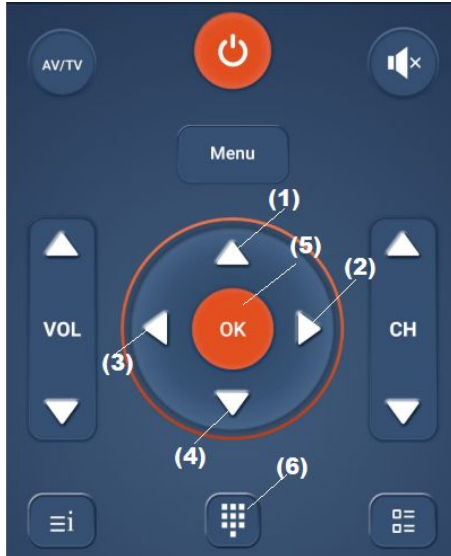 AV/TV
Menu
(1)
(5)
(2)
VOL
OK
CH
(3)
(4)
(6)
i